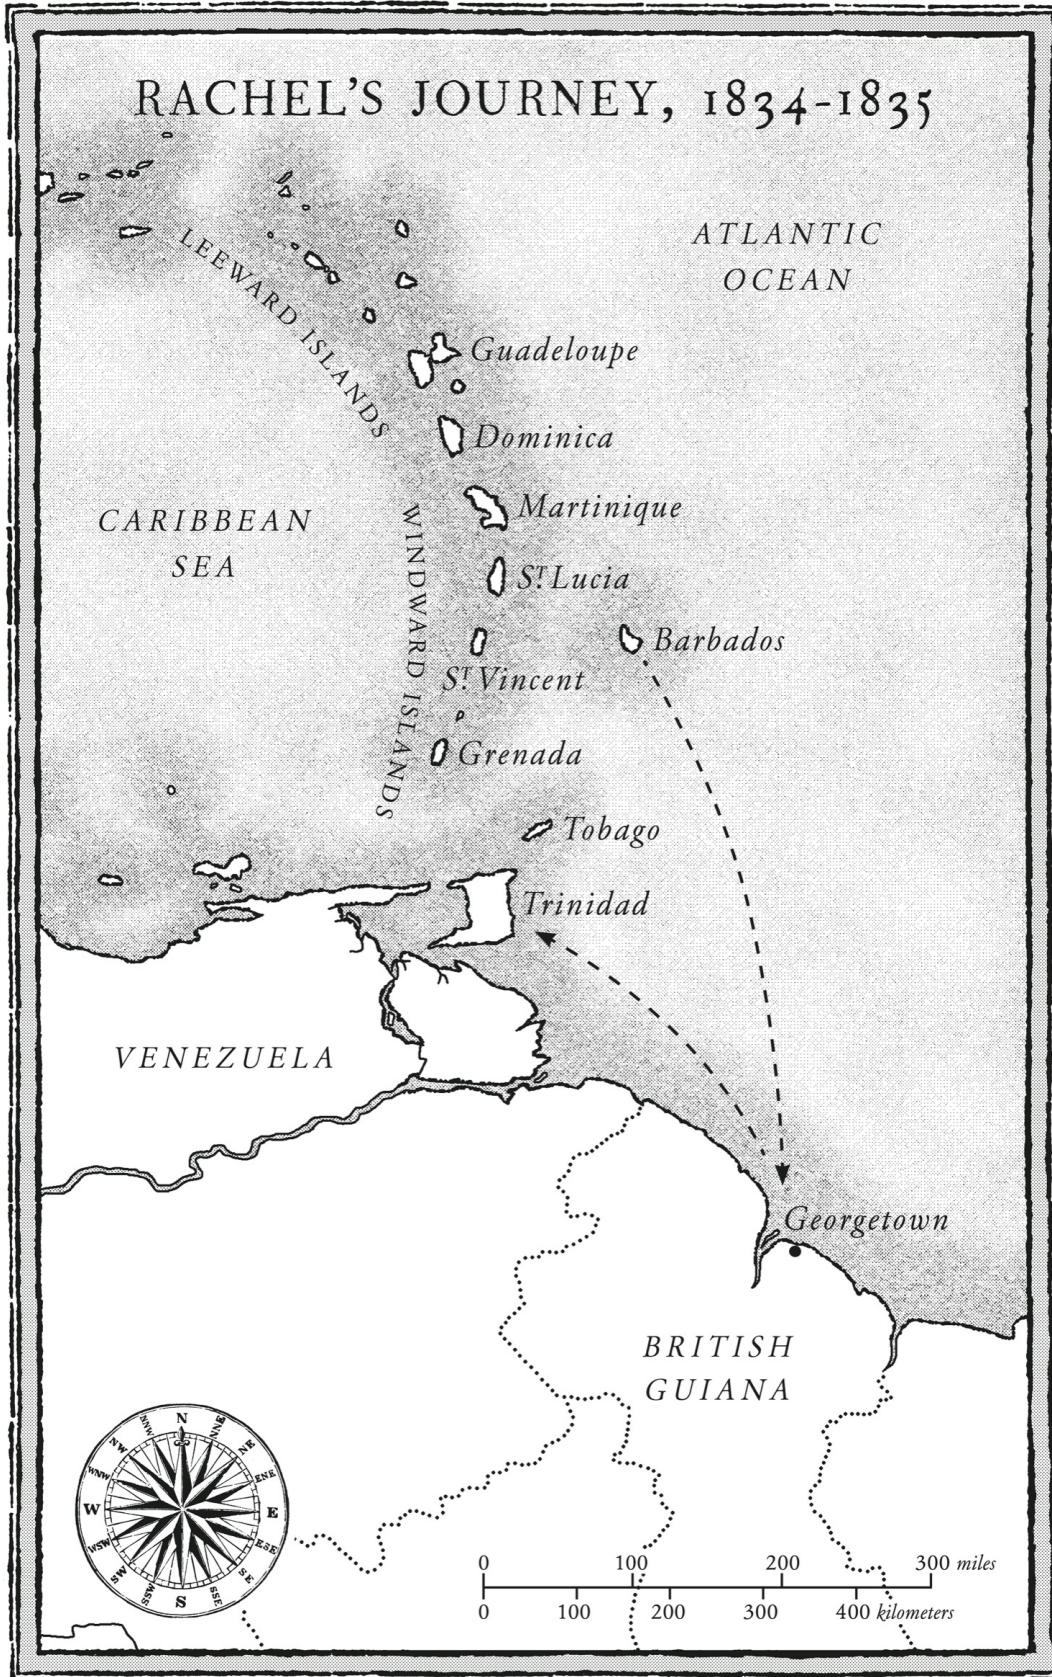 RACHEL'S JOURNEY, 1834-1835
ATLANTIC
OCEAN
LEEWARD ISLANDS
Guadeloupe
Dominica
CARIBBEAN
SEA
Martinique
WINDWARD ISLANDS
ST Lucia
Barbados
ST Vincent
Grenada
Tobago
Trinidad
VENEZUELA
Georgetown
BRITISH
GUIANA
N
NNE
NE
ENE
E
ESE
SE
SSE
S
SSW
SW
WSW
W
WNW
NW
NNW
0 100 200 300 miles
0 100 200 300 400 kilometers